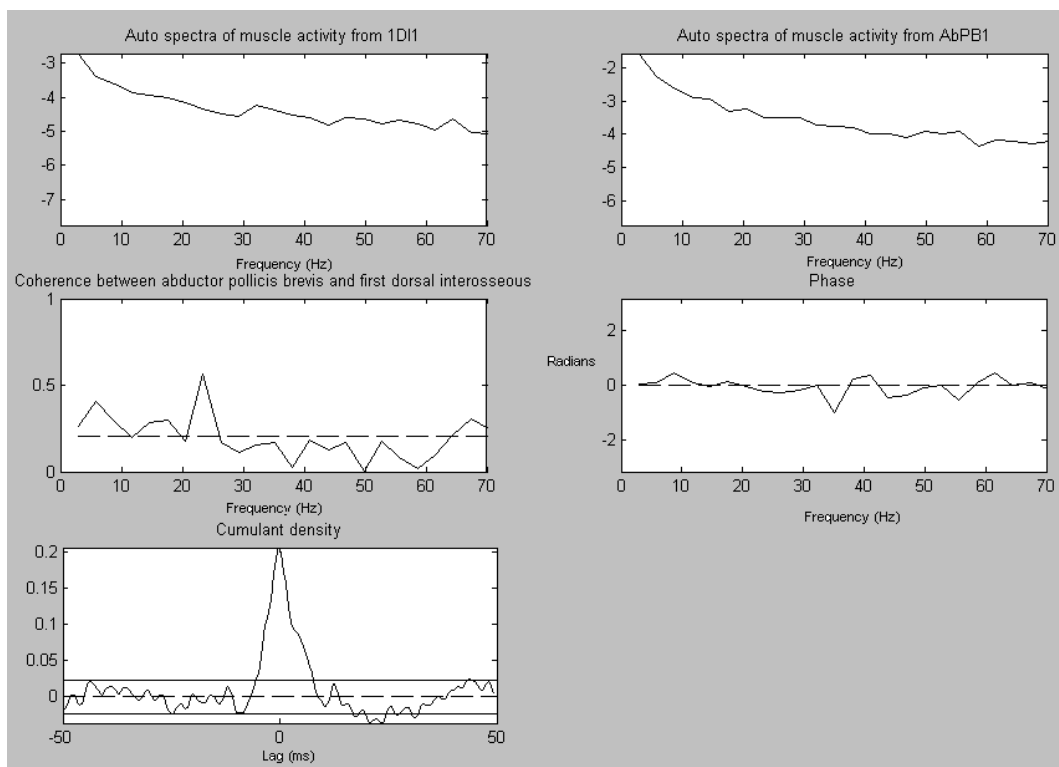 Auto spectra of muscle activity from 1DI1
-3
-4
-5
-6
-7
0 10 20 30 40 50 60 70
Frequency (Hz)
Auto spectra of muscle activity from AbPB1
-2
-3
-4
-5
-6
0 10 20 30 40 50 60 70
Frequency (Hz)
Coherence between abductor pollicis brevis and first dorsal interosseous
1
0.5
0
0 10 20 30 40 50 60 70
Frequency (Hz)
Phase
Radians
2
0
-2
0 10 20 30 40 50 60 70
Frequency (Hz)
Cumulant density
0.2
0.15
0.1
0.05
0
-50 0 50
Lag (ms)